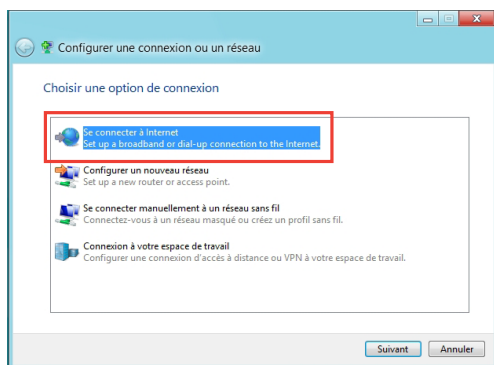 Configurer une connexion ou un réseau
Choisir une option de connexion
Se connecter à Internet
Set up a broadband or dial-up connection to the Internet.
Configurer un nouveau réseau
Set up a new router or access point.
Se connecter manuellement à un réseau sans fil
Connectez-vous à un réseau masqué ou créez un profil sans fil.
Connexion à votre espace de travail
Configurer une connexion d'accès à distance ou VPN à votre espace de travail.
Suivant Annuler